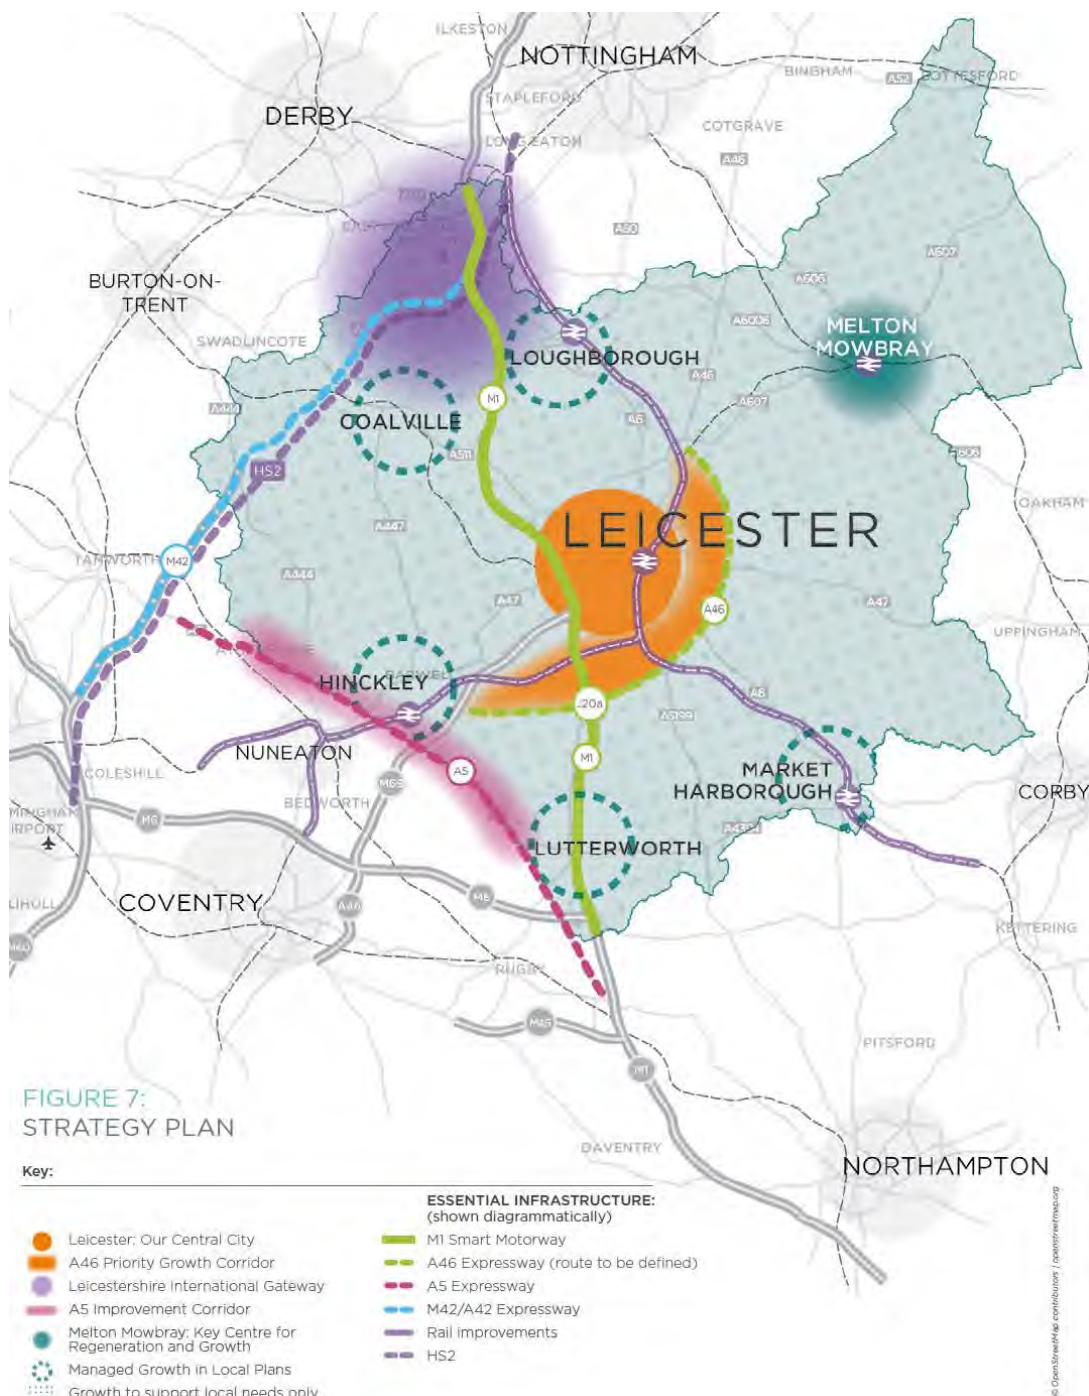 ILKESTON
NOTTINGHAM
BINGHAM
A52
BOTTESFORD
STAPLEFORD
DERBY
COTGRAVE
LONG EATON
A46
A60
A607
BURTON-ON-
TRENT
A606
A6006
MELTON
MOWBRAY
SWADLINCOTE
LOUGHBOROUGH
A46
M1
A607
A444
COALVILLE
A6
A511
HS2
OAKHAM
A447
LEICESTER
TAMWORTH
M42
A444
A47
A46
A47
UPPINGHAM
HINCKLEY
A6
J20a
A5199
NUNEATON
M1
COLESHILL
A5
M69
MARKET
HARBOROUGH
CORBY
BEDWORTH
M6
LUTTERWORTH
COVENTRY
M6
A46
KETTERING
RUGBY
M45
PITSFORD
M1
FIGURE 7:
STRATEGY PLAN
DAVENTRY
NORTHAMPTON
Key:
Leicester: Our Central City
A46 Priority Growth Corridor
Leicestershire International Gateway
A5 Improvement Corridor
Melton Mowbray: Key Centre for
Regeneration and Growth
Managed Growth in Local Plans
Growth to support local needs only
ESSENTIAL INFRASTRUCTURE:
(shown diagrammatically)
M1 Smart Motorway
A46 Expressway (route to be defined)
A5 Expressway
M42/A42 Expressway
Rail improvements
HS2
© OpenStreetMap contributors | openstreetmap.org